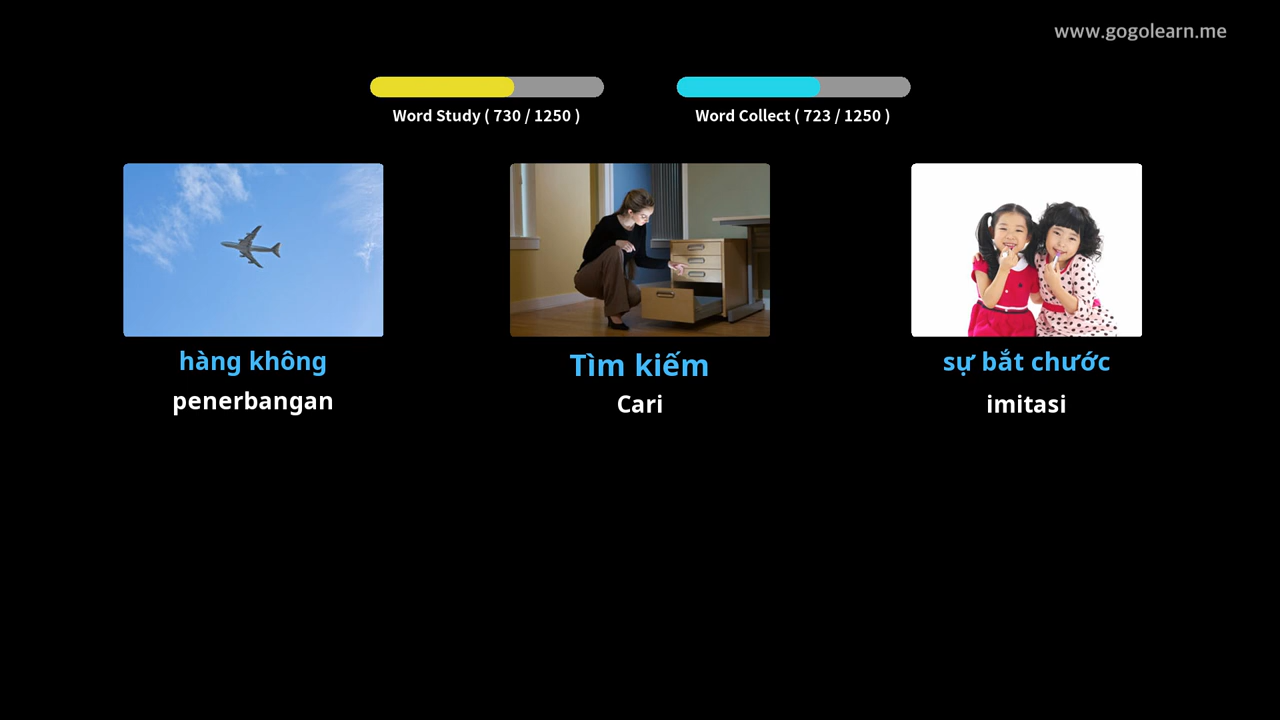 www.gogolearn.me
Word Study ( 730 / 1250 )
Word Collect ( 723 / 1250 )
hàng không
penerbangan
Tìm kiếm
Cari
sự bắt chước
imitasi